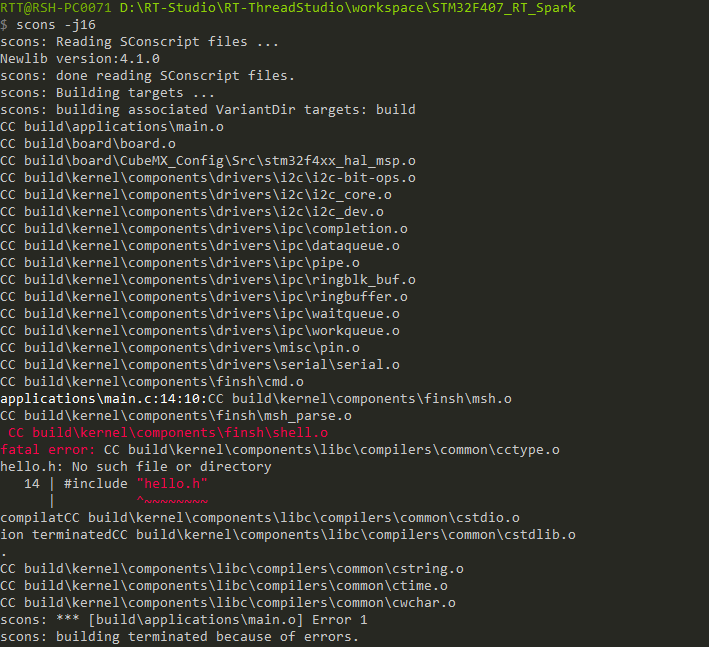 RTT@RSH-PC0071 D:\RT-Studio\RT-ThreadStudio\workspace\STM32F407_RT_Spark
$ scons -j16
scons: Reading SConscript files ...
Newlib version:4.1.0
scons: done reading SConscript files.
scons: Building targets ...
scons: building associated VariantDir targets: build
CC build\applications\main.o
CC build\board\board.o
CC build\board\CubeMX_Config\Src\stm32f4xx_hal_msp.o
CC build\kernel\components\drivers\i2c\i2c-bit-ops.o
CC build\kernel\components\drivers\i2c\i2c_core.o
CC build\kernel\components\drivers\i2c\i2c_dev.o
CC build\kernel\components\drivers\ipc\completion.o
CC build\kernel\components\drivers\ipc\dataqueue.o
CC build\kernel\components\drivers\ipc\pipe.o
CC build\kernel\components\drivers\ipc\ringblk_buf.o
CC build\kernel\components\drivers\ipc\ringbuffer.o
CC build\kernel\components\drivers\ipc\waitqueue.o
CC build\kernel\components\drivers\ipc\workqueue.o
CC build\kernel\components\drivers\misc\pin.o
CC build\kernel\components\drivers\serial\serial.o
CC build\kernel\components\finsh\cmd.o
applications\main.c:14:10:CC build\kernel\components\finsh\msh.o
CC build\kernel\components\finsh\msh_parse.o
 CC build\kernel\components\finsh\shell.o
fatal error: CC build\kernel\components\libc\compilers\common\cctype.o
hello.h: No such file or directory
   14 | #include "hello.h"
      |          ^~~~~~~~~
compilatCC build\kernel\components\libc\compilers\common\cstdio.o
ion terminatedCC build\kernel\components\libc\compilers\common\cstdlib.o
.
CC build\kernel\components\libc\compilers\common\cstring.o
CC build\kernel\components\libc\compilers\common\ctime.o
CC build\kernel\components\libc\compilers\common\cwchar.o
scons: *** [build\applications\main.o] Error 1
scons: building terminated because of errors.